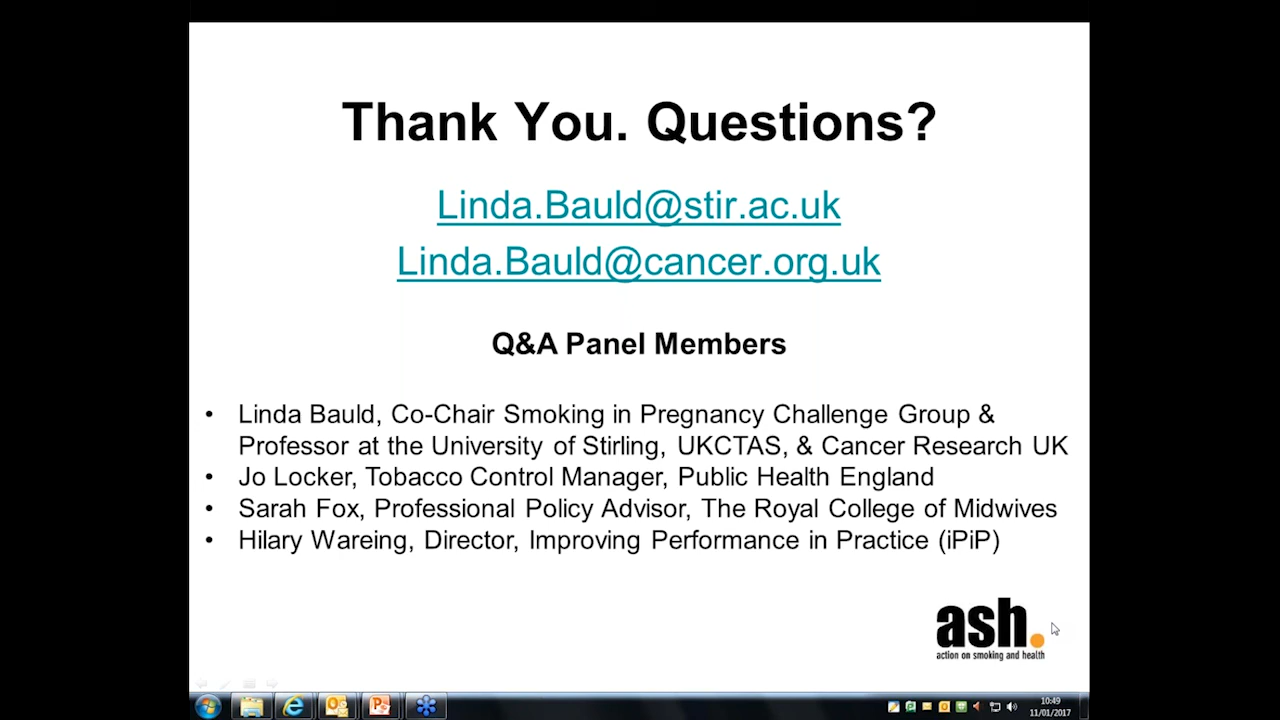 Thank You. Questions?
Linda.Bauld@stir.ac.uk
Linda.Bauld@cancer.org.uk
Q&A Panel Members
• Linda Bauld, Co-Chair Smoking in Pregnancy Challenge Group &
Professor at the University of Stirling, UKCTAS, & Cancer Research UK
• Jo Locker, Tobacco Control Manager, Public Health England
• Sarah Fox, Professional Policy Advisor, The Royal College of Midwives
• Hilary Wareing, Director, Improving Performance in Practice (iPiP)
ash.
action on smoking and health
10:49
11/01/2017